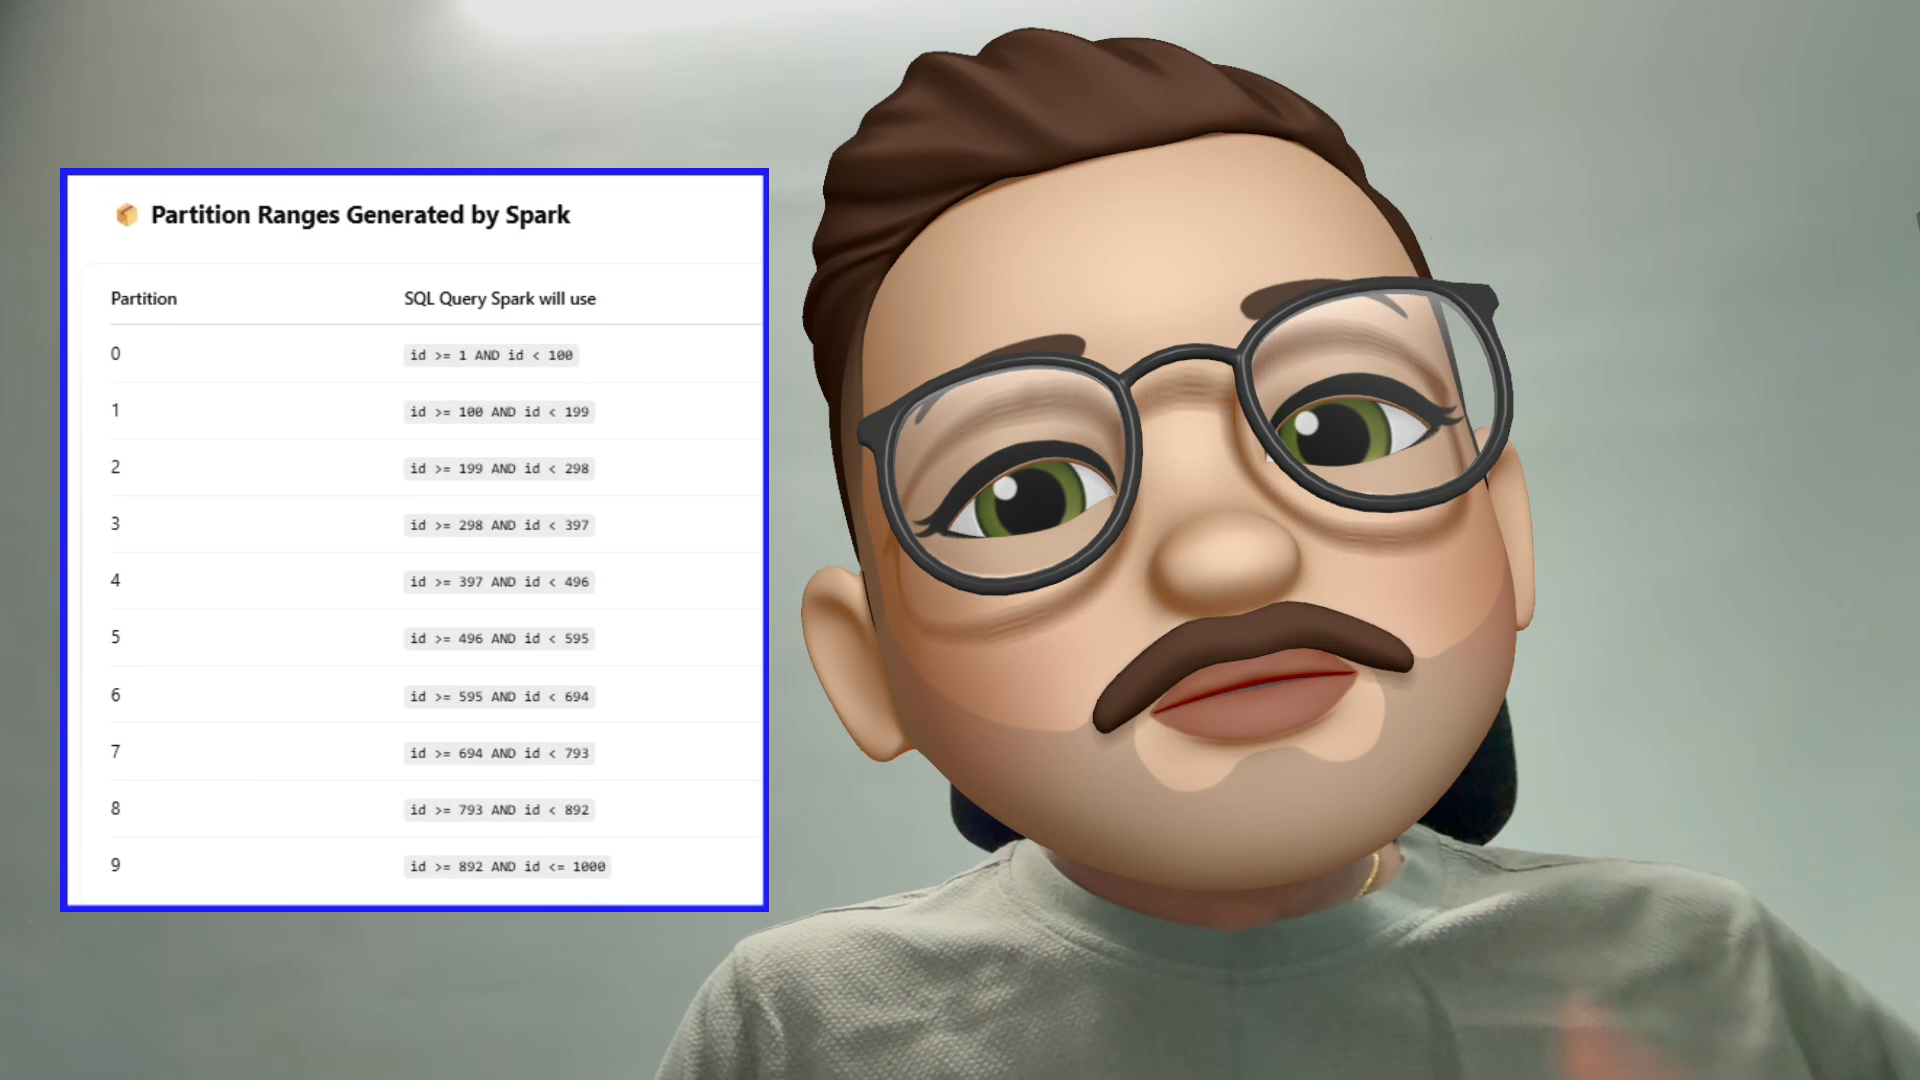 📦 Partition Ranges Generated by Spark
Partition SQL Query Spark will use
0 id >= 1 AND id < 100
1 id >= 100 AND id < 199
2 id >= 199 AND id < 298
3 id >= 298 AND id < 397
4 id >= 397 AND id < 496
5 id >= 496 AND id < 595
6 id >= 595 AND id < 694
7 id >= 694 AND id < 793
8 id >= 793 AND id < 892
9 id >= 892 AND id <= 1000